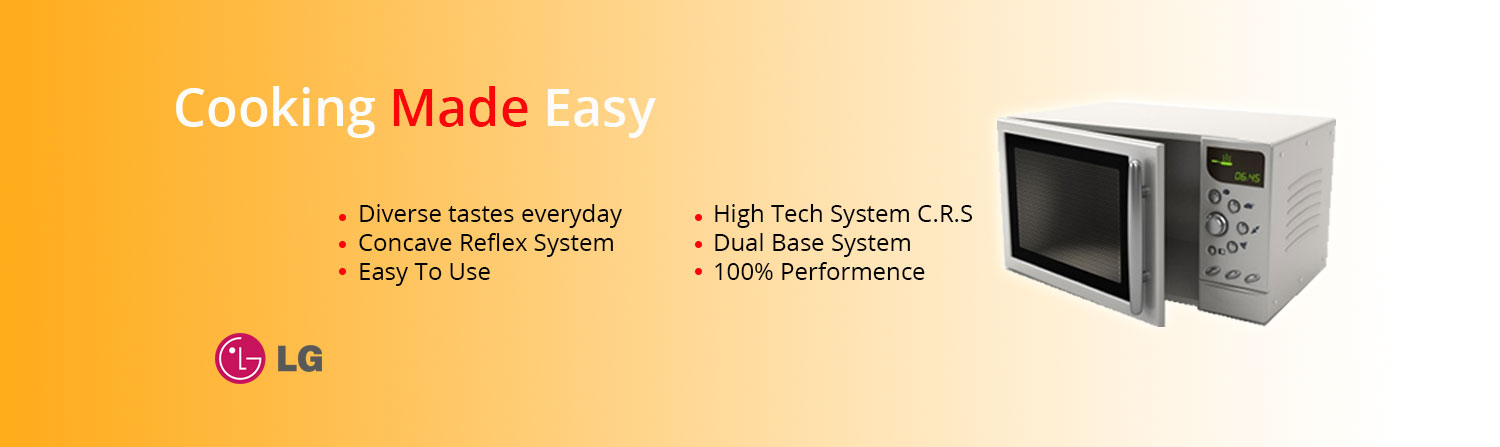 Cooking Made Easy
Diverse tastes everyday
Concave Reflex System
Easy To Use
High Tech System C.R.S
Dual Base System
100% Performence
06:45
LG